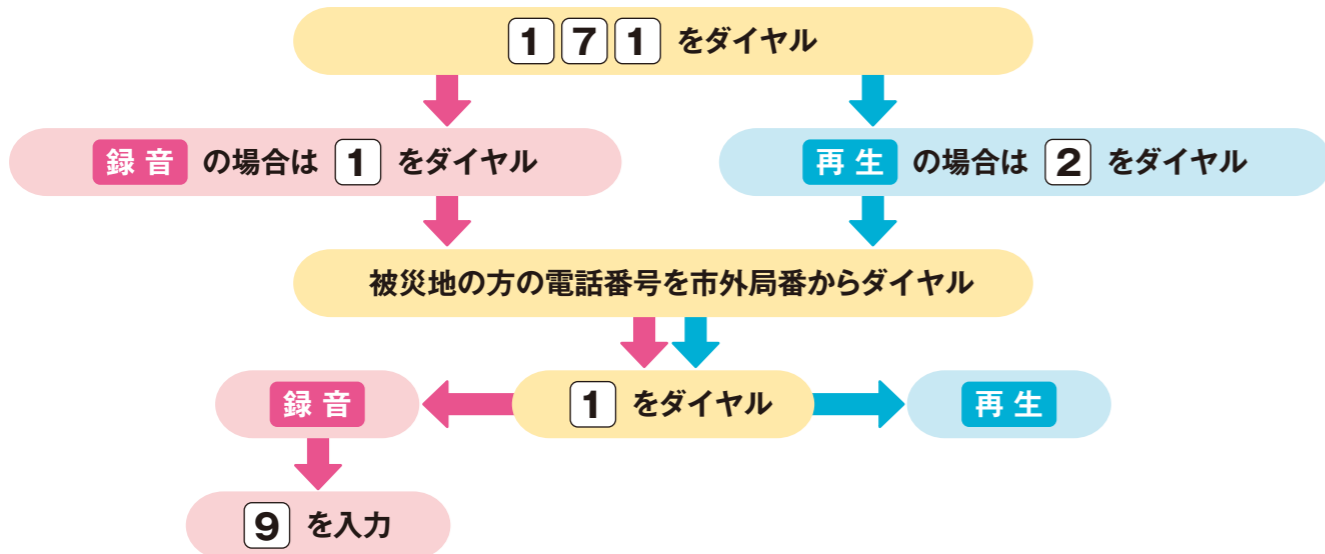 171 をダイヤル
録音 の場合は 1 をダイヤル
再生 の場合は 2 をダイヤル
被災地の方の電話番号を市外局番からダイヤル
録音
1 をダイヤル
再生
9 を入力